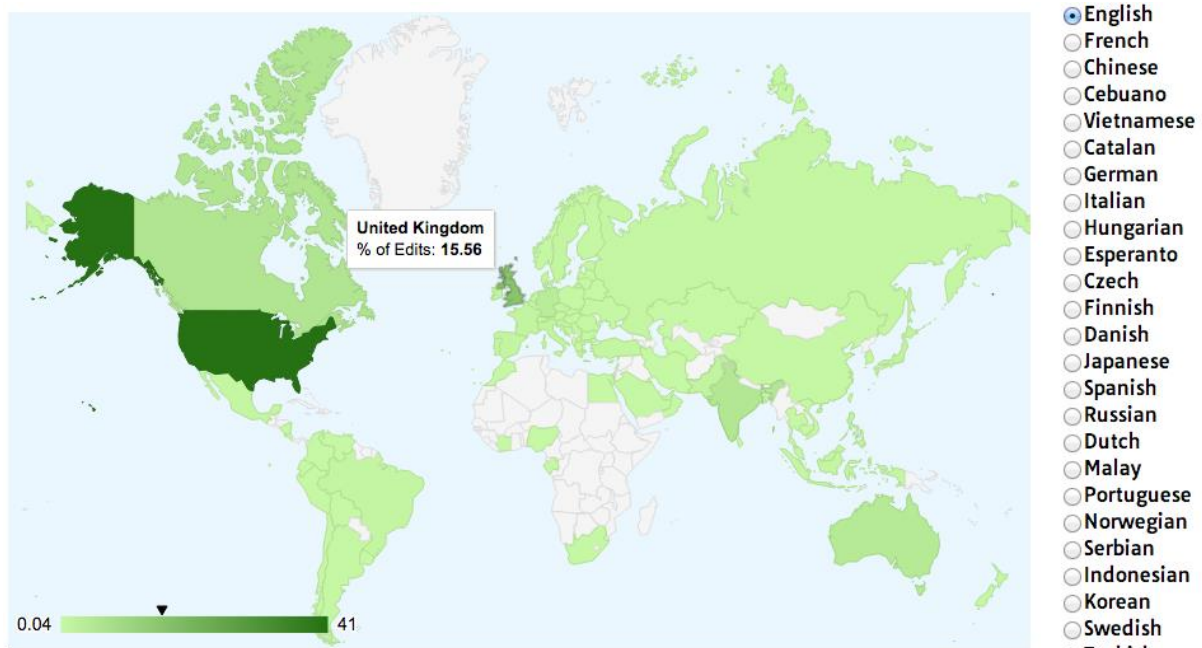 United Kingdom
% of Edits: 15.56
0.04
41
English
French
Chinese
Cebuano
Vietnamese
Catalan
German
Italian
Hungarian
Esperanto
Czech
Finnish
Danish
Japanese
Spanish
Russian
Dutch
Malay
Portuguese
Norwegian
Serbian
Indonesian
Korean
Swedish